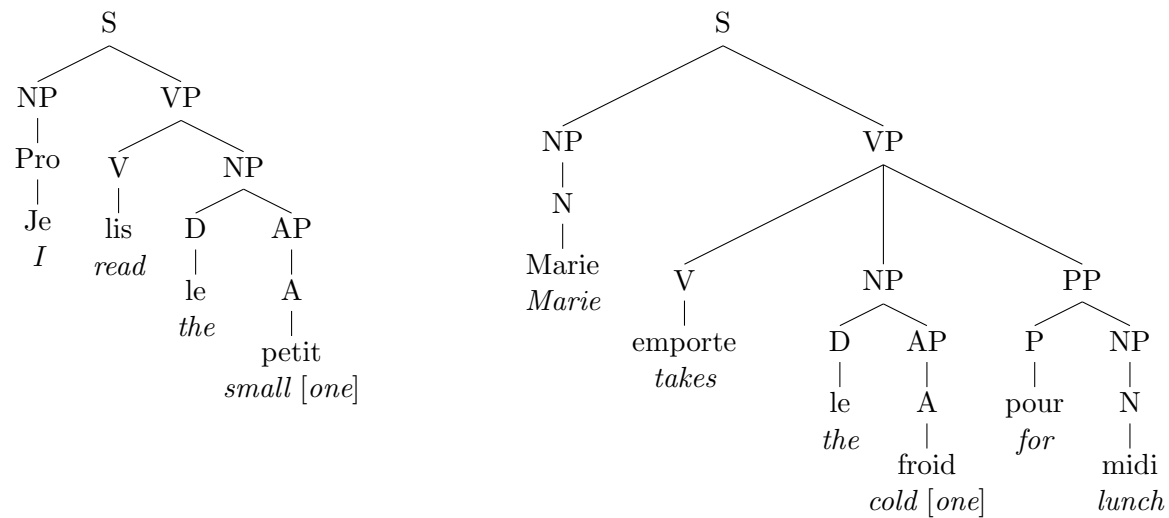 S
NP VP
Pro V NP
Je lis D AP
I read le A
the petit
small [one]
S
NP VP
N V NP PP
Marie emporte D AP P NP
Marie takes le A pour N
the froid for midi
cold [one] lunch